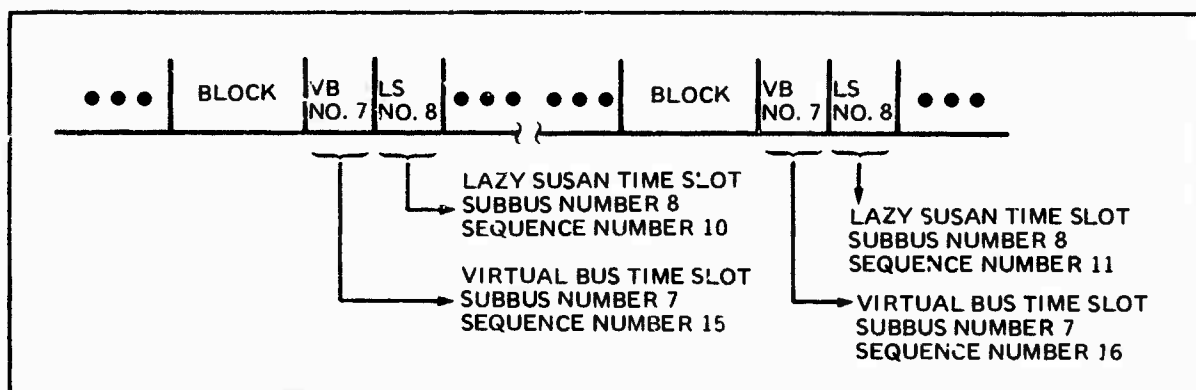 BLOCK VB NO. 7 LS NO. 8 BLOCK VB NO. 7 LS NO. 8
LAZY SUSAN TIME SLOT
SUBBUS NUMBER 8
SEQUENCE NUMBER 10
VIRTUAL BUS TIME SLOT
SUBBUS NUMBER 7
SEQUENCE NUMBER 15
LAZY SUSAN TIME SLOT
SUBBUS NUMBER 8
SEQUENCE NUMBER 11
VIRTUAL BUS TIME SLOT
SUBBUS NUMBER 7
SEQUENCE NUMBER 16